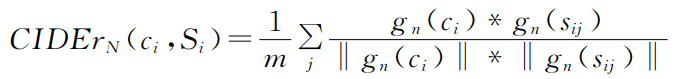 CIDEr_N(c_i, S_i) = \frac{1}{m} \sum_j \frac{g_n(c_i) * g_n(s_{ij})}{\| g_n(c_i) \| * \| g_n(s_{ij}) \|}